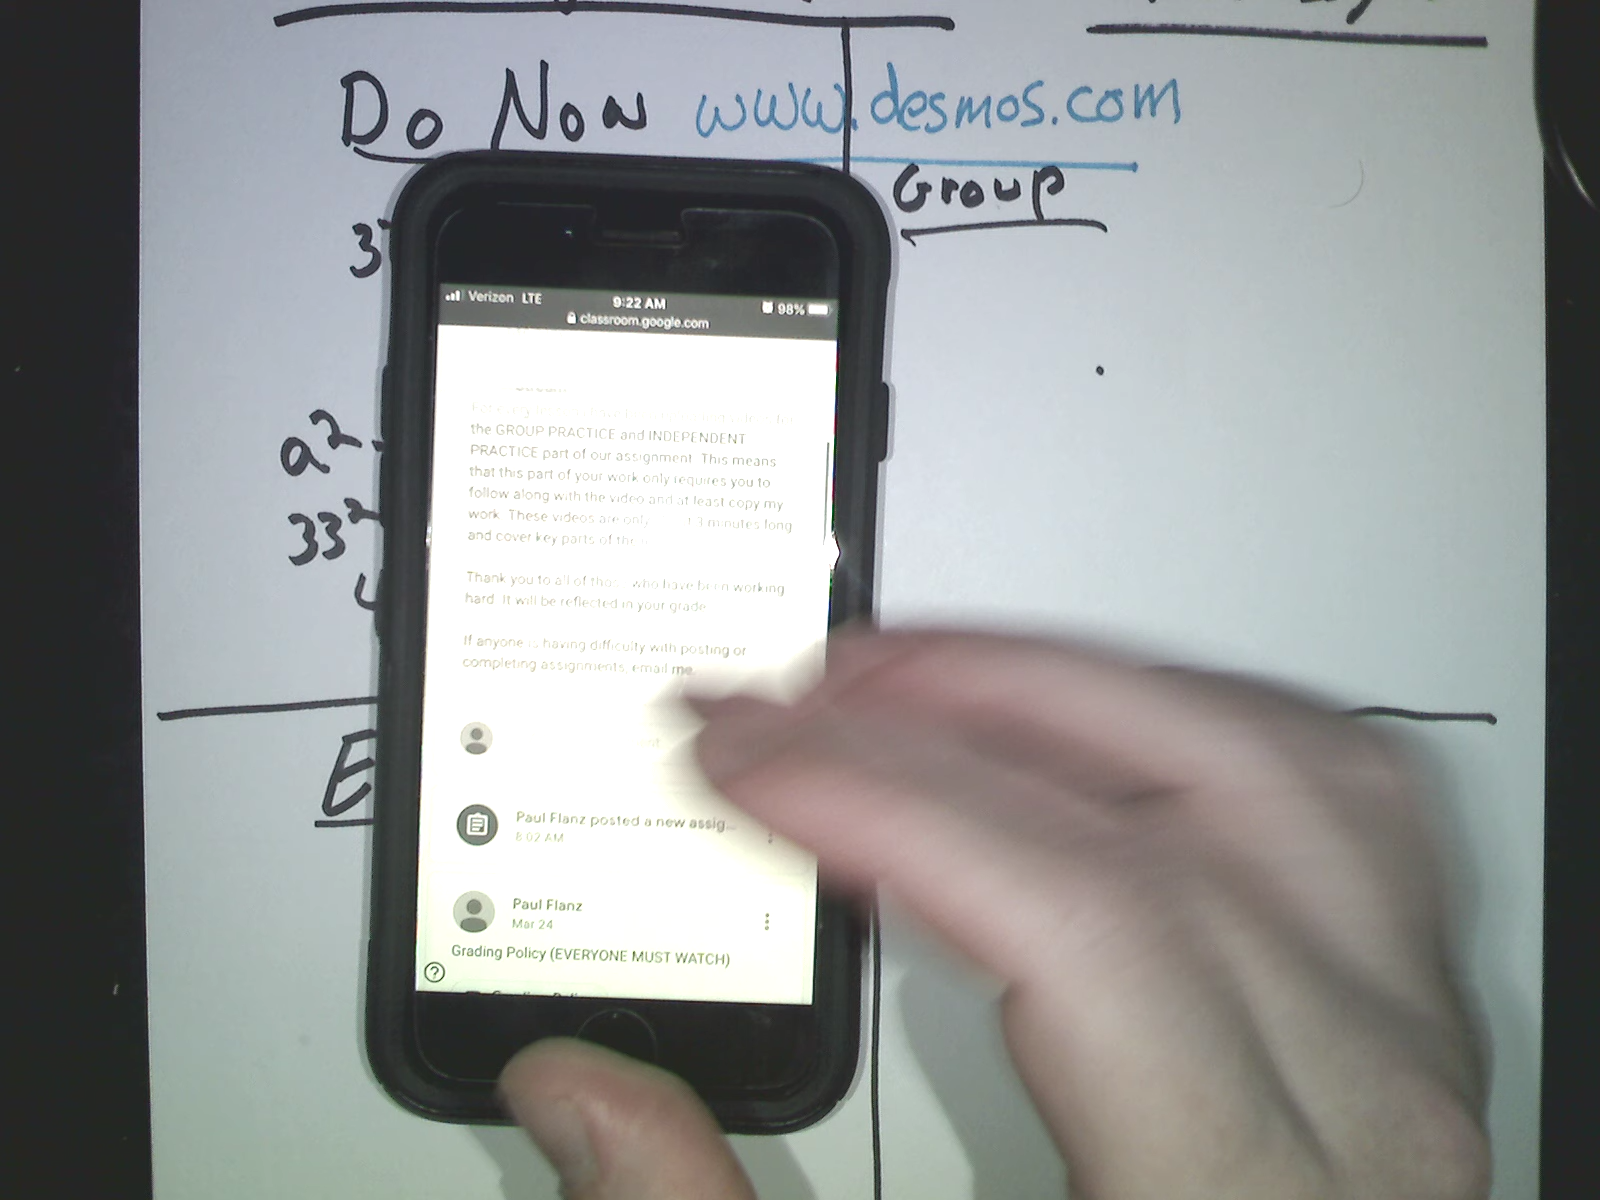 Do Now www.desmos.com
Group
3
a²
33²
E
Verizon LTE 9:22 AM 98%
classroom.google.com
the GROUP PRACTICE and INDEPENDENT
PRACTICE part of our assignment. This means
that this part of your work only requires you to
follow along with the video and at least copy my
work. These videos are only minutes long
and cover key parts of the
Thank you to all of those who have been working
hard. It will be reflected in your grade
If anyone is having difficulty with posting or
completing assignments, email me.
Paul Flanz posted a new assig...
8:02 AM
Paul Flanz
Mar 24
Grading Policy (EVERYONE MUST WATCH)